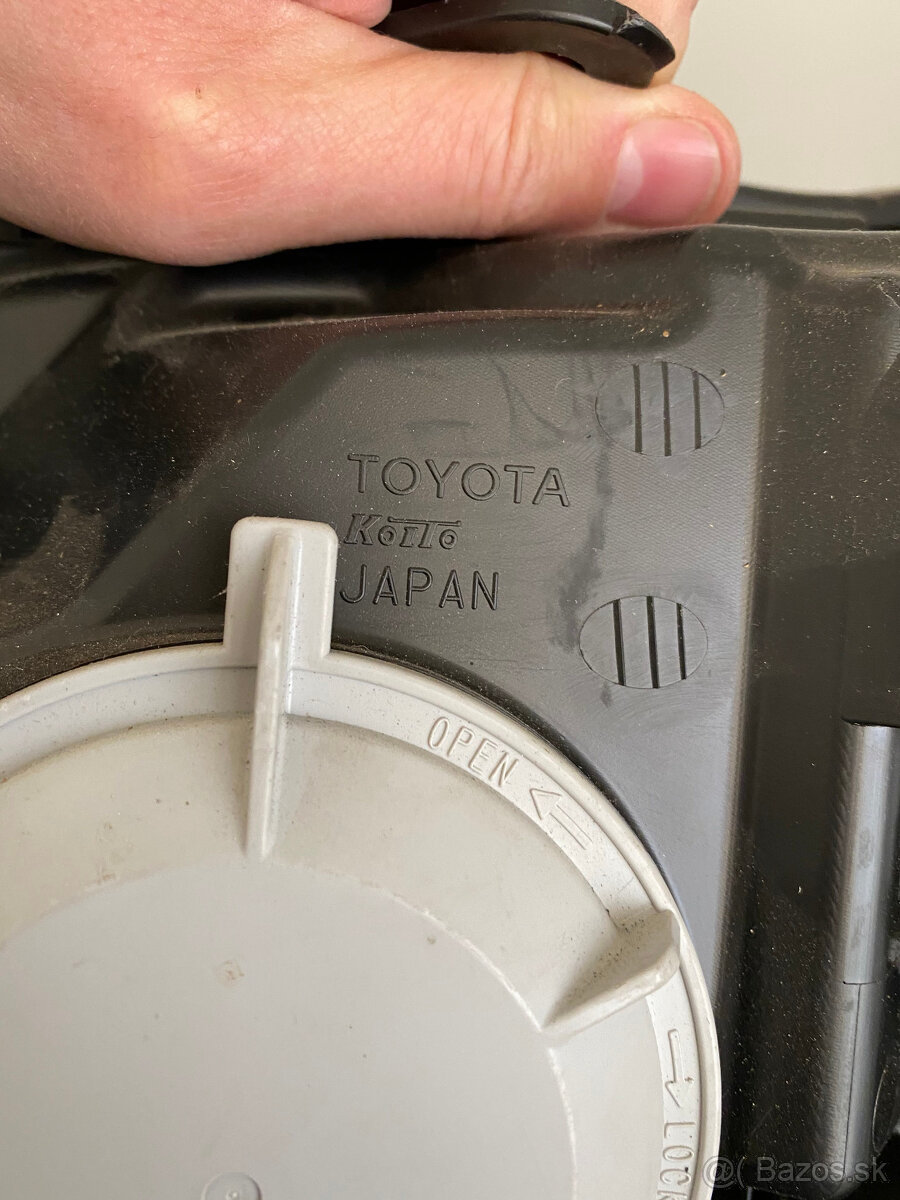 TOYOTA
KoiTo
JAPAN
OPEN
LOCK
@( Bazos.sk